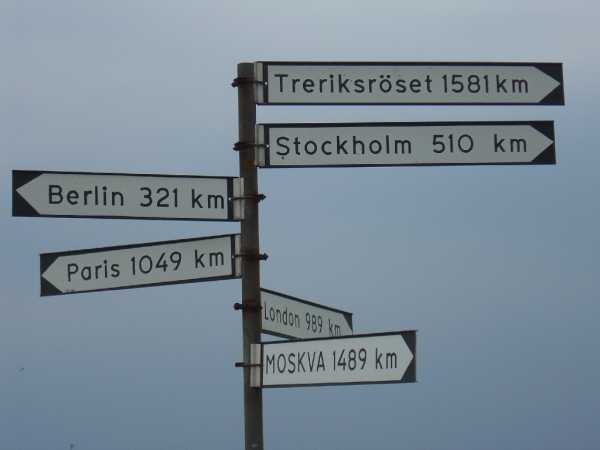 Treriksröset 1581 km
Stockholm 510 km
Berlin 321 km
Paris 1049 km
London 989 km
MOSKVA 1489 km